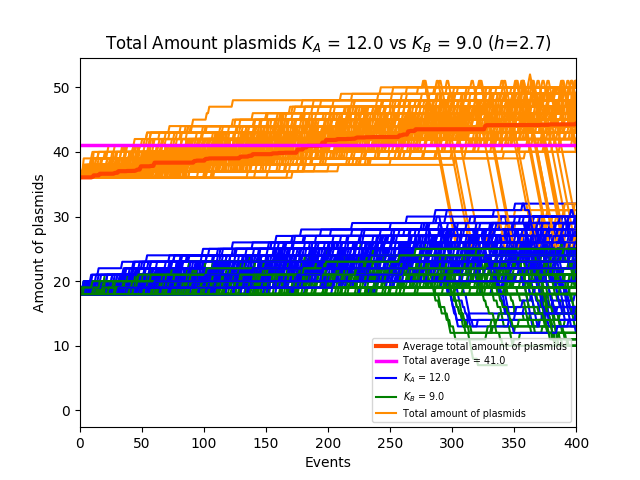 Total Amount plasmids K_A = 12.0 vs K_B = 9.0 (h=2.7)
Amount of plasmids
50
40
30
20
10
0
Average total amount of plasmids
Total average = 41.0
K_A = 12.0
K_B = 9.0
Total amount of plasmids
0 50 100 150 200 250 300 350 400
Events